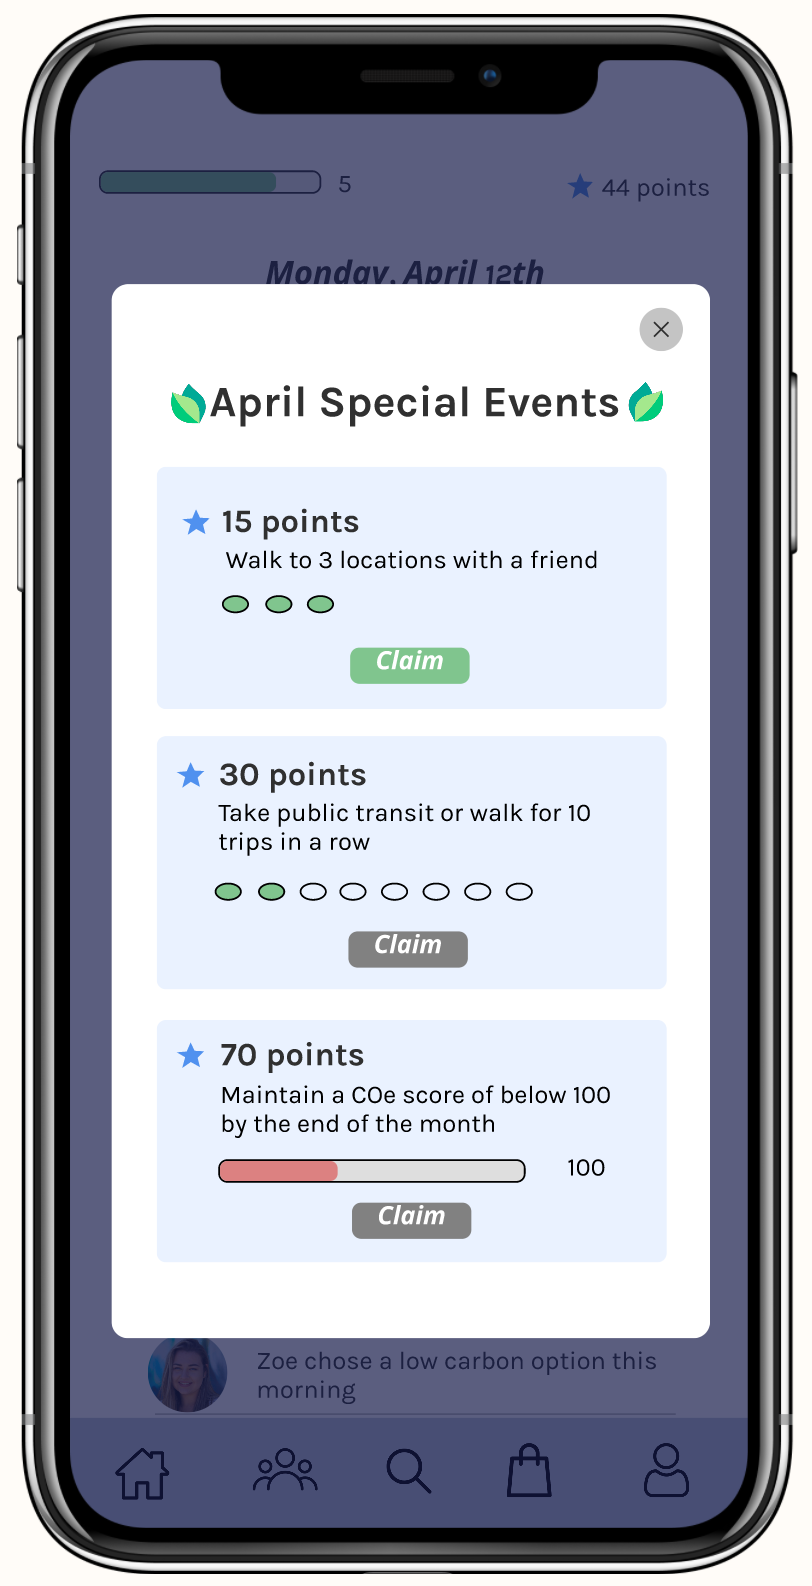 5
44 points
Monday, April 12th
April Special Events
15 points
Walk to 3 locations with a friend
Claim
30 points
Take public transit or walk for 10
trips in a row
Claim
70 points
Maintain a COe score of below 100
by the end of the month
100
Claim
Zoe chose a low carbon option this
morning